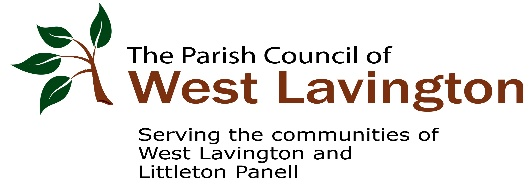 The Parish Council of
West Lavington
Serving the communities of
West Lavington and
Littleton Panell